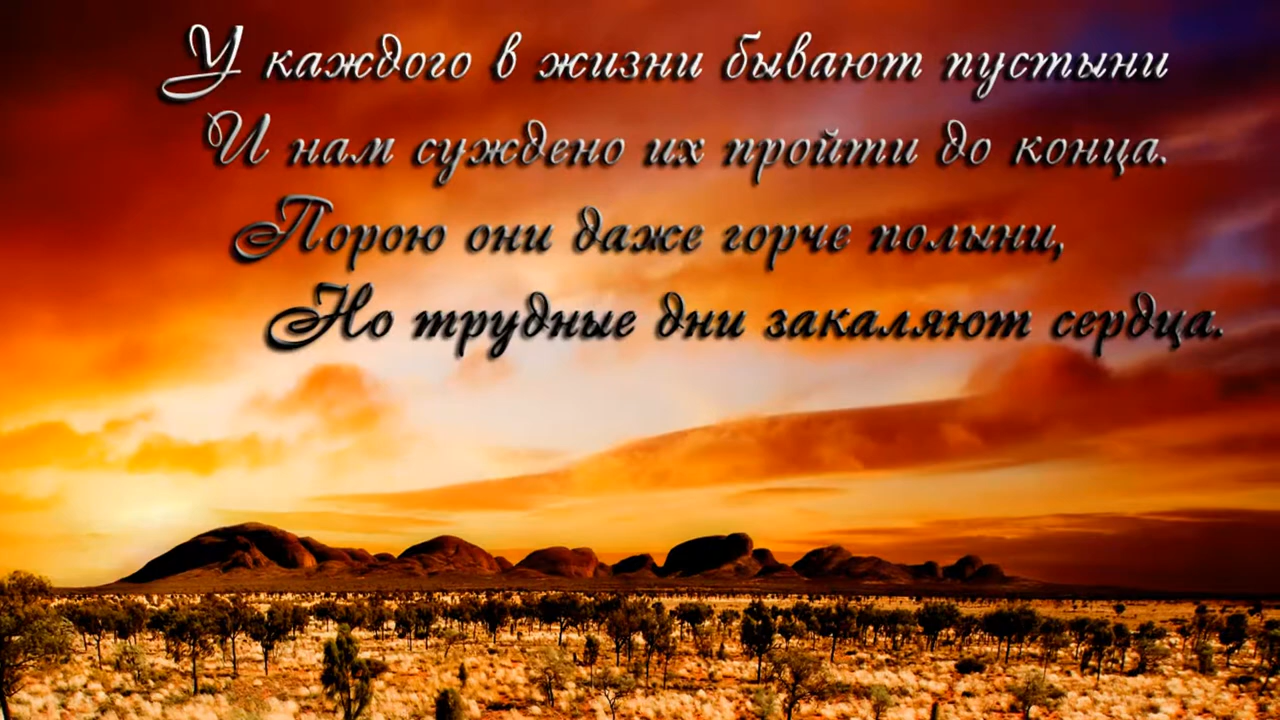 У каждого в жизни бывают пустыни
И нам суждено их пройти до конца.
Порою они даже горче полыни,
Но трудные дни закаляют сердца.